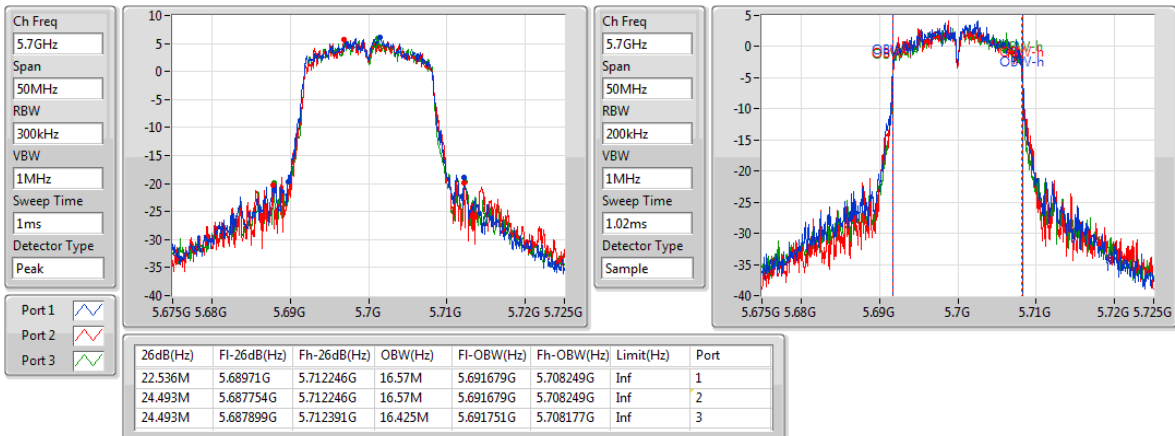 Ch Freq
5.7GHz
Span
50MHz
RBW
300kHz
VBW
1MHz
Sweep Time
1ms
Detector Type
Peak
10
5
0
-5
-10
-15
-20
-25
-30
-35
-40
5.675G 5.68G 5.69G 5.7G 5.71G 5.72G 5.725G
Ch Freq
5.7GHz
Span
50MHz
RBW
200kHz
VBW
1MHz
Sweep Time
1.02ms
Detector Type
Sample
5
0
-5
-10
-15
-20
-25
-30
-35
-40
OBW-h
5.675G 5.68G 5.69G 5.7G 5.71G 5.72G 5.725G
Port 1
Port 2
Port 3
26dB(Hz) Fl-26dB(Hz) Fh-26dB(Hz) OBW(Hz) Fl-OBW(Hz) Fh-OBW(Hz) Limit(Hz) Port
22.536M 5.68971G 5.712246G 16.57M 5.691679G 5.708249G Inf 1
24.493M 5.687754G 5.712246G 16.57M 5.691679G 5.708249G Inf 2
24.493M 5.687899G 5.712391G 16.425M 5.691751G 5.708177G Inf 3